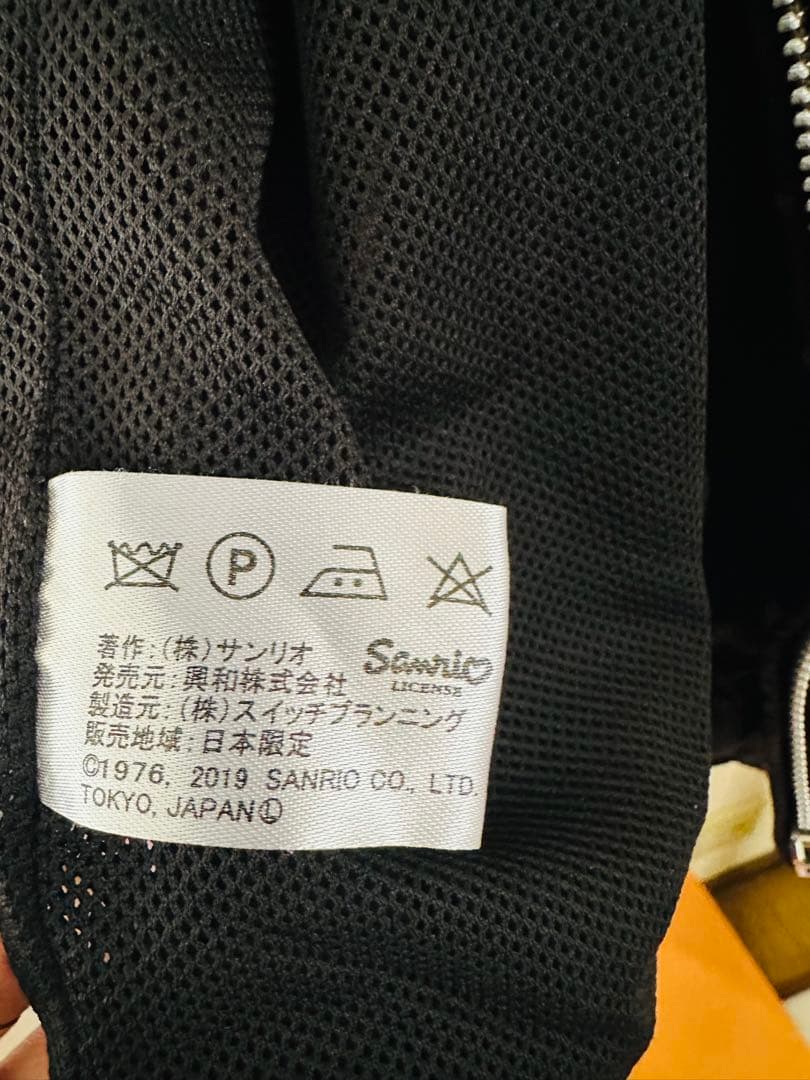 P
著作:(株)サンリオ
Sanrio
LICENSE
発売元:興和株式会社
製造元:(株)スイッチプランニング
販売地域:日本限定
©1976, 2019 SANRIO CO., LTD.
TOKYO, JAPAN Ⓛ